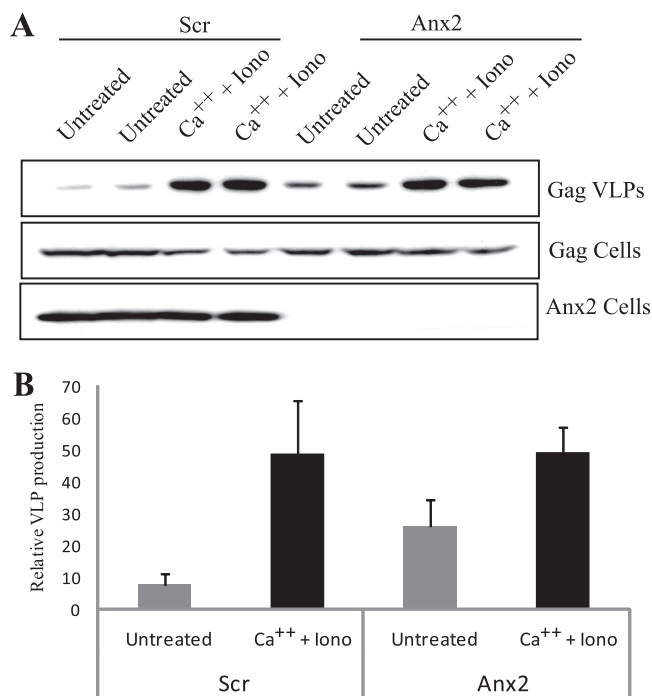 A
Scr Anx2
Untreated Untreated Ca++ + Iono Ca++ + Iono Untreated Untreated Ca++ + Iono Ca++ + Iono
Gag VLPs
Gag Cells
Anx2 Cells
B
Relative VLP production
70
60
50
40
30
20
10
0
Untreated Ca++ + Iono Untreated Ca++ + Iono
Scr Anx2